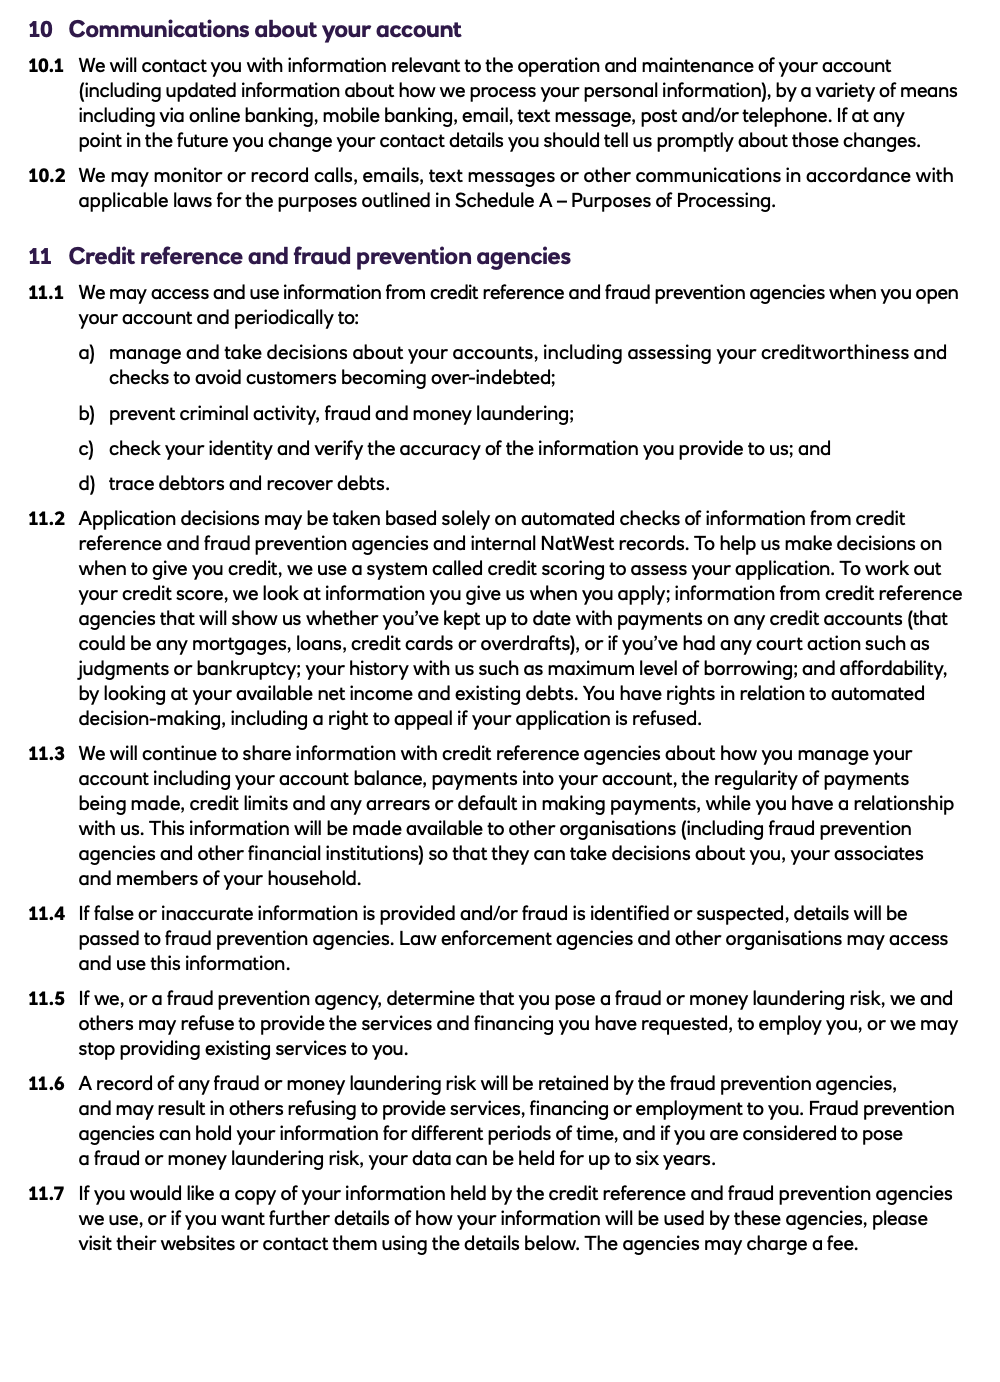 10 Communications about your account
10.1 We will contact you with information relevant to the operation and maintenance of your account
(including updated information about how we process your personal information), by a variety of means
including via online banking, mobile banking, email, text message, post and/or telephone. If at any
point in the future you change your contact details you should tell us promptly about those changes.
10.2 We may monitor or record calls, emails, text messages or other communications in accordance with
applicable laws for the purposes outlined in Schedule A – Purposes of Processing.
11 Credit reference and fraud prevention agencies
11.1 We may access and use information from credit reference and fraud prevention agencies when you open
your account and periodically to:
a) manage and take decisions about your accounts, including assessing your creditworthiness and
checks to avoid customers becoming over-indebted;
b) prevent criminal activity, fraud and money laundering;
c) check your identity and verify the accuracy of the information you provide to us; and
d) trace debtors and recover debts.
11.2 Application decisions may be taken based solely on automated checks of information from credit
reference and fraud prevention agencies and internal NatWest records. To help us make decisions on
when to give you credit, we use a system called credit scoring to assess your application. To work out
your credit score, we look at information you give us when you apply; information from credit reference
agencies that will show us whether you’ve kept up to date with payments on any credit accounts (that
could be any mortgages, loans, credit cards or overdrafts), or if you’ve had any court action such as
judgments or bankruptcy; your history with us such as maximum level of borrowing; and affordability,
by looking at your available net income and existing debts. You have rights in relation to automated
decision-making, including a right to appeal if your application is refused.
11.3 We will continue to share information with credit reference agencies about how you manage your
account including your account balance, payments into your account, the regularity of payments
being made, credit limits and any arrears or default in making payments, while you have a relationship
with us. This information will be made available to other organisations (including fraud prevention
agencies and other financial institutions) so that they can take decisions about you, your associates
and members of your household.
11.4 If false or inaccurate information is provided and/or fraud is identified or suspected, details will be
passed to fraud prevention agencies. Law enforcement agencies and other organisations may access
and use this information.
11.5 If we, or a fraud prevention agency, determine that you pose a fraud or money laundering risk, we and
others may refuse to provide the services and financing you have requested, to employ you, or we may
stop providing existing services to you.
11.6 A record of any fraud or money laundering risk will be retained by the fraud prevention agencies,
and may result in others refusing to provide services, financing or employment to you. Fraud prevention
agencies can hold your information for different periods of time, and if you are considered to pose
a fraud or money laundering risk, your data can be held for up to six years.
11.7 If you would like a copy of your information held by the credit reference and fraud prevention agencies
we use, or if you want further details of how your information will be used by these agencies, please
visit their websites or contact them using the details below. The agencies may charge a fee.